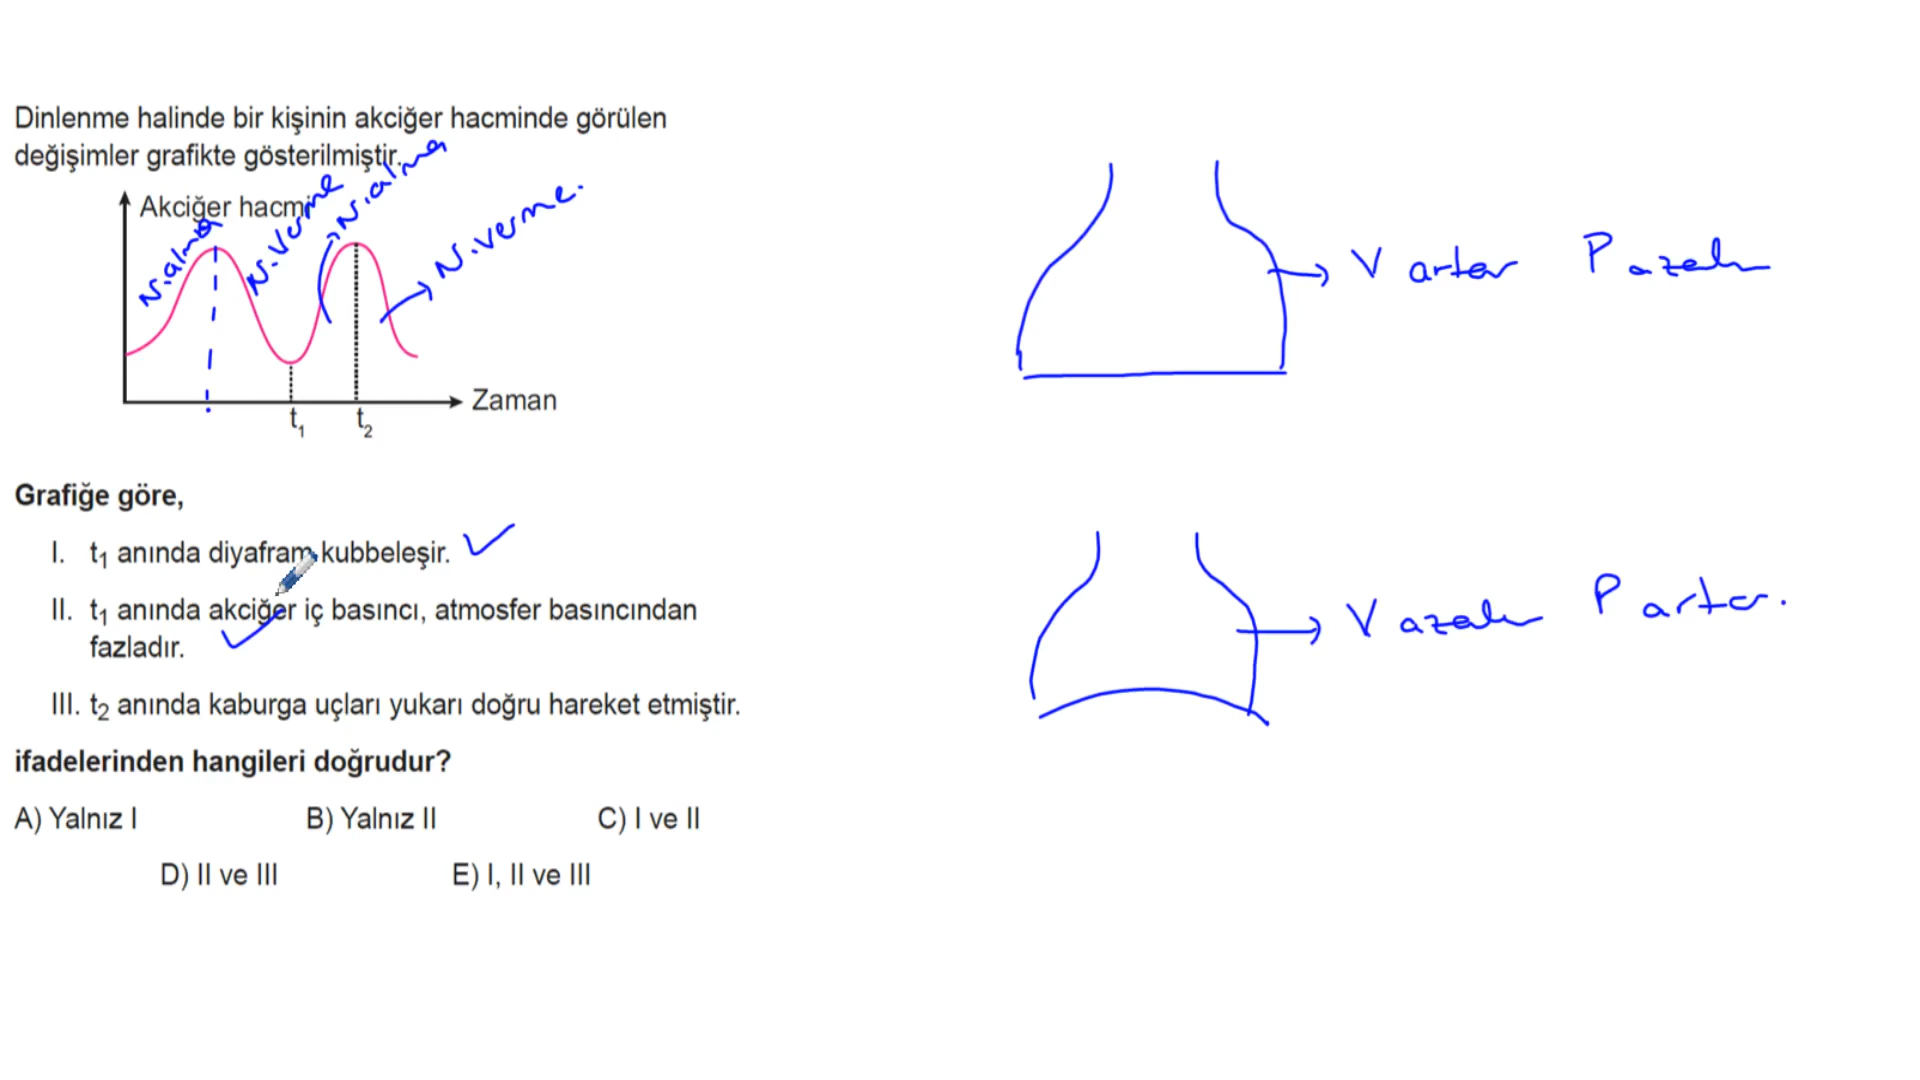 Dinlenme halinde bir kişinin akciğer hacminde görülen
değişimler grafikte gösterilmiştir.
Akciğer hacmi
N.alma
N.verme
N.alma
N.verme.
Zaman
t1
t2
V artar P azalır
Grafiğe göre,
I. t1 anında diyafram kubbeleşir.
II. t1 anında akciğer iç basıncı, atmosfer basıncından
fazladır.
III. t2 anında kaburga uçları yukarı doğru hareket etmiştir.
V azalır P artar.
ifadelerinden hangileri doğrudur?
A) Yalnız I B) Yalnız II C) I ve II
D) II ve III E) I, II ve III